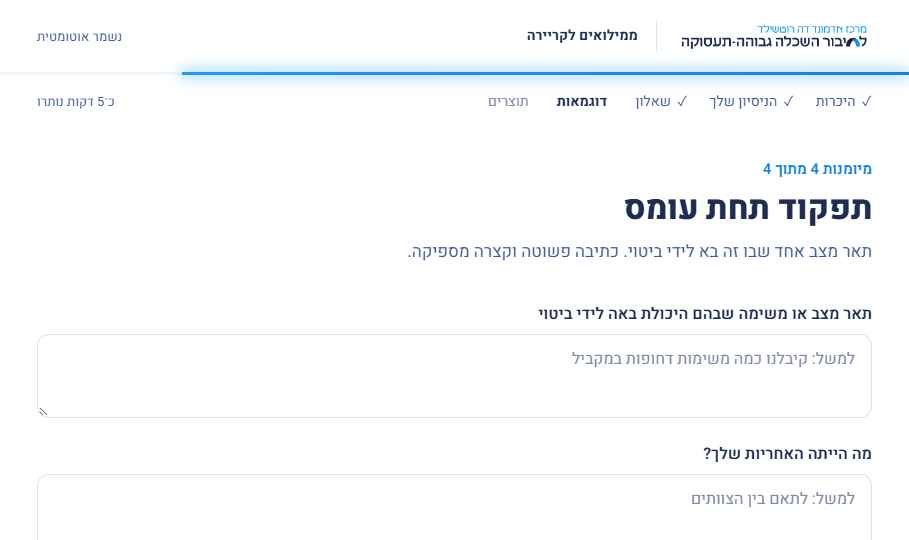 מרכז אדמונד דה רוטשילד
לחיבור השכלה גבוהה-תעסוקה
ממילואים לקריירה
נשמר אוטומטית
✓ היכרות ✓ הניסיון שלך ✓ שאלון דוגמאות תוצרים
כ־5 דקות נותרו
מיומנות 4 מתוך 4
תפקוד תחת עומס
תאר מצב אחד שבו זה בא לידי ביטוי. כתיבה פשוטה וקצרה מספיקה.
תאר מצב או משימה שבהם היכולת באה לידי ביטוי
למשל: קיבלנו כמה משימות דחופות במקביל
מה הייתה האחריות שלך?
למשל: לתאם בין הצוותים